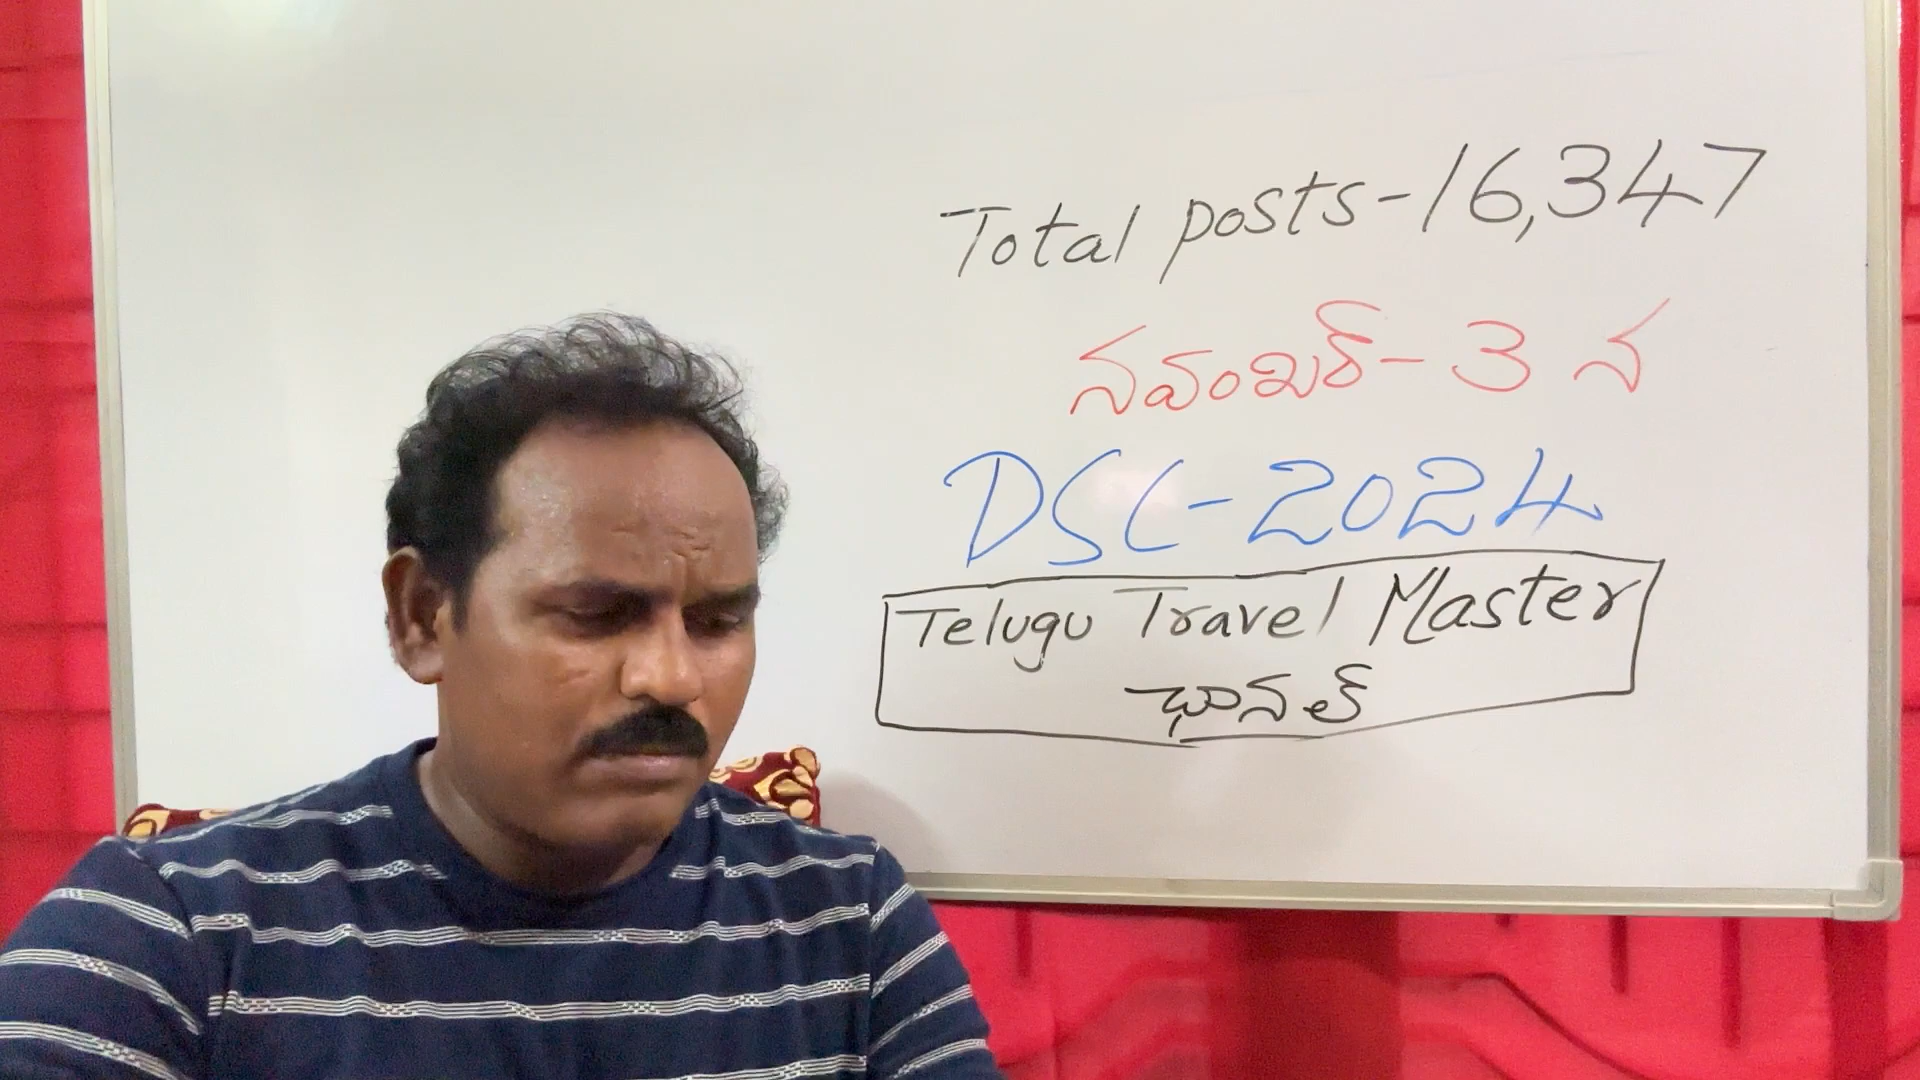 Total posts-16,347
నవంబర్-3 న
DSC-2024
Telugu Travel Master
ఛానల్